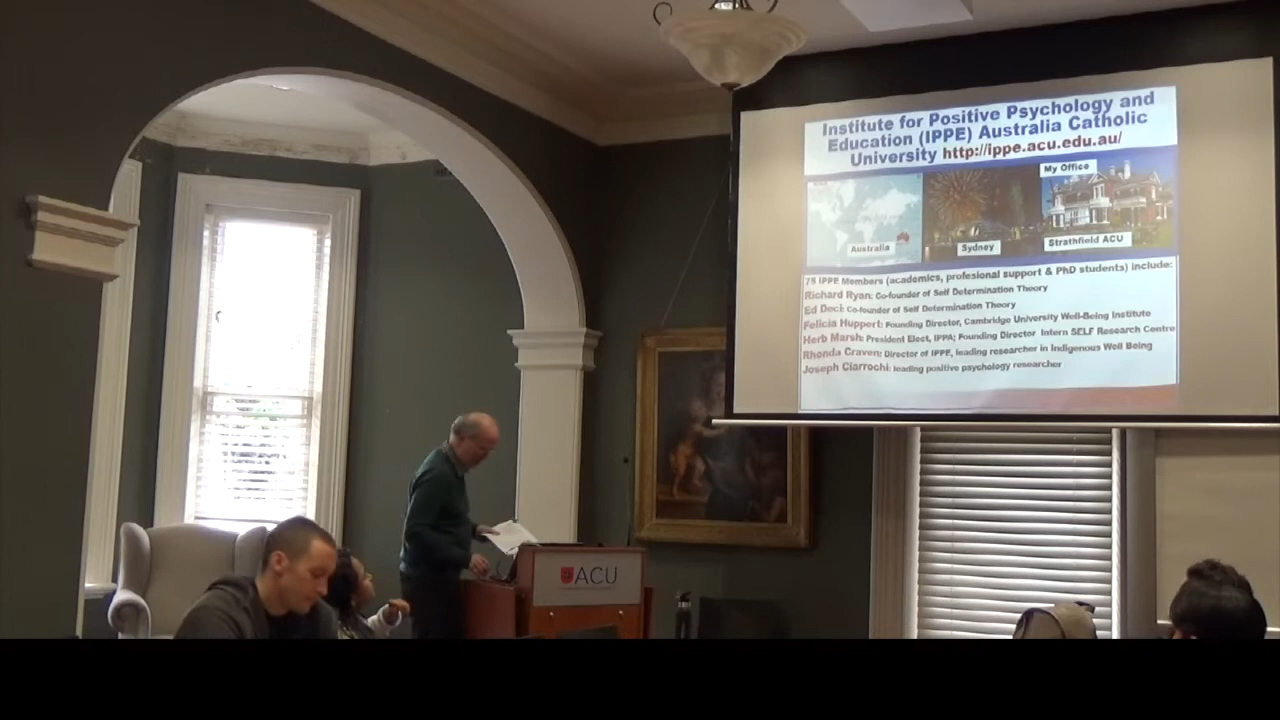 Institute for Positive Psychology and
Education (IPPE) Australia Catholic
University http://ippe.acu.edu.au/
My Office
Australia
Sydney
Strathfield ACU
75 IPPE Members (academics, profesional support & PhD students) include:
Richard Ryan: Co-founder of Self Determination Theory
Ed Deci: Co-founder of Self Determination Theory
Felicia Huppert: Founding Director, Cambridge University Well-Being Institute
Herb Marsh: President Elect, IPPA; Founding Director Intern SELF Research Centre
Rhonda Craven: Director of IPPE, leading researcher in Indigenous Well Being
Joseph Ciarrochi: leading positive psychology researcher
ACU